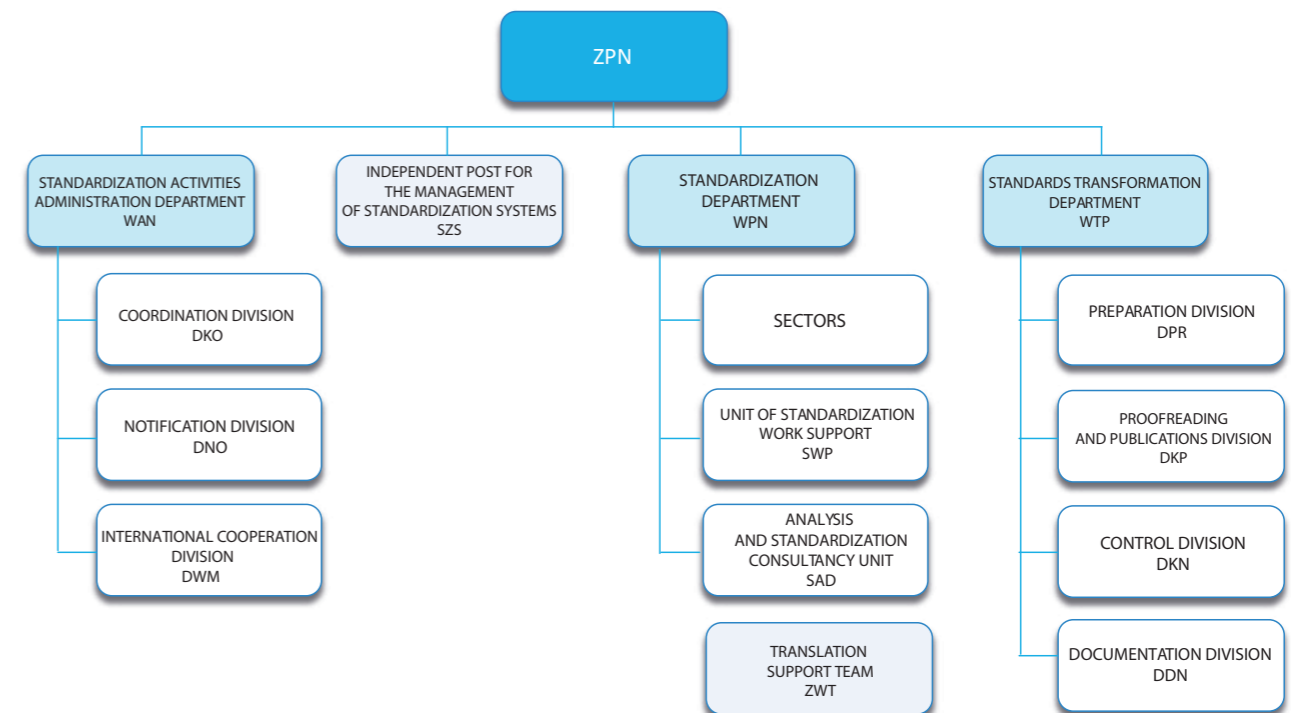 ZPN
STANDARDIZATION ACTIVITIES
ADMINISTRATION DEPARTMENT
WAN
INDEPENDENT POST FOR
THE MANAGEMENT
OF STANDARDIZATION SYSTEMS
SZS
STANDARDIZATION
DEPARTMENT
WPN
STANDARDS TRANSFORMATION
DEPARTMENT
WTP
COORDINATION DIVISION
DKO
NOTIFICATION DIVISION
DNO
INTERNATIONAL COOPERATION
DIVISION
DWM
SECTORS
UNIT OF STANDARDIZATION
WORK SUPPORT
SWP
ANALYSIS
AND STANDARDIZATION
CONSULTANCY UNIT
SAD
TRANSLATION
SUPPORT TEAM
ZWT
PREPARATION DIVISION
DPR
PROOFREADING
AND PUBLICATIONS DIVISION
DKP
CONTROL DIVISION
DKN
DOCUMENTATION DIVISION
DDN